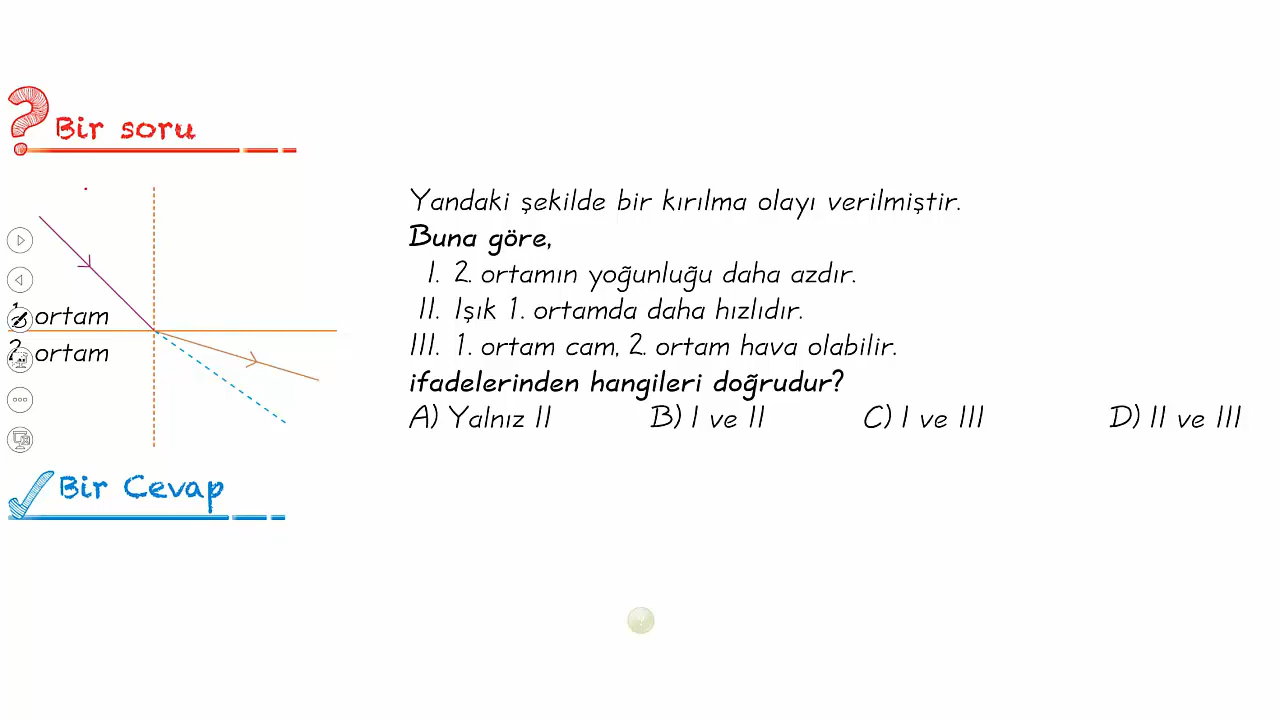 Bir soru
Yandaki şekilde bir kırılma olayı verilmiştir.
Buna göre,
I. 2. ortamın yoğunluğu daha azdır.
II. Işık 1. ortamda daha hızlıdır.
III. 1. ortam cam, 2. ortam hava olabilir.
ifadelerinden hangileri doğrudur?
A) Yalnız II B) I ve II C) I ve III D) II ve III
1. ortam
2. ortam
Bir Cevap